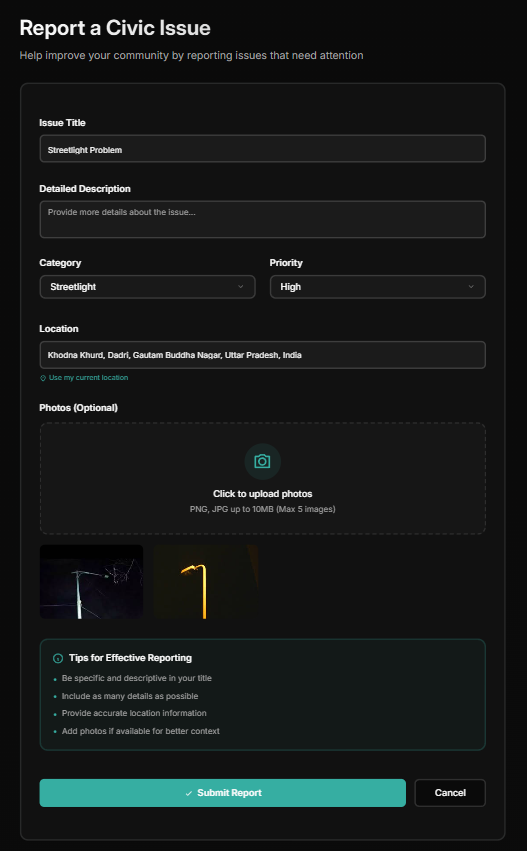 Report a Civic Issue
Help improve your community by reporting issues that need attention
Issue Title
Streetlight Problem
Detailed Description
Provide more details about the issue...
Category Priority
Streetlight High
Location
Khodna Khurd, Dadri, Gautam Buddha Nagar, Uttar Pradesh, India
Use my current location
Photos (Optional)
Click to upload photos
PNG, JPG up to 10MB (Max 5 images)
Tips for Effective Reporting
• Be specific and descriptive in your title
• Include as many details as possible
• Provide accurate location information
• Add photos if available for better context
✓ Submit Report Cancel